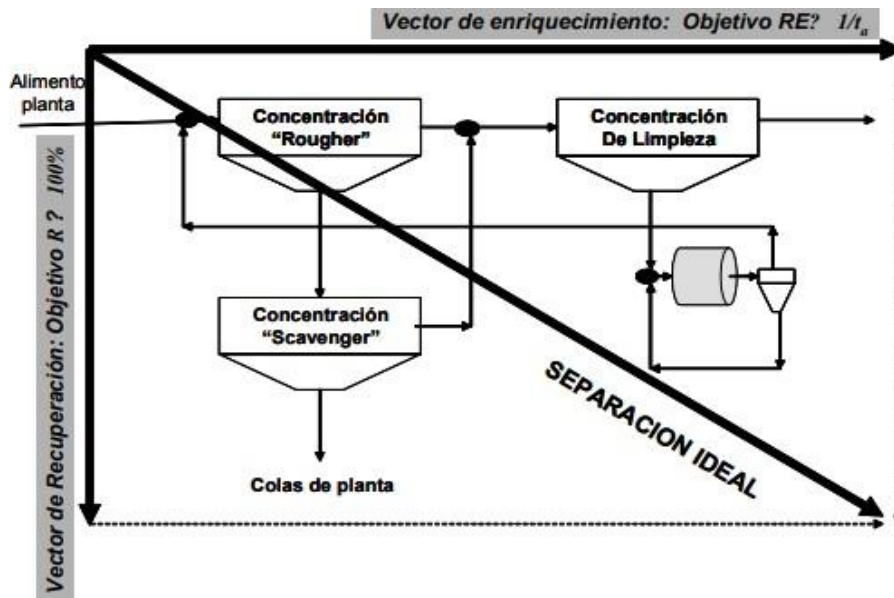 Vector de enriquecimiento: Objetivo RE? 1/tₐ
Alimento
planta
Concentración
“Rougher”
Concentración
De Limpieza
Vector de Recuperación: Objetivo R ? 100%
Concentración
“Scavenger”
SEPARACION IDEAL
Colas de planta